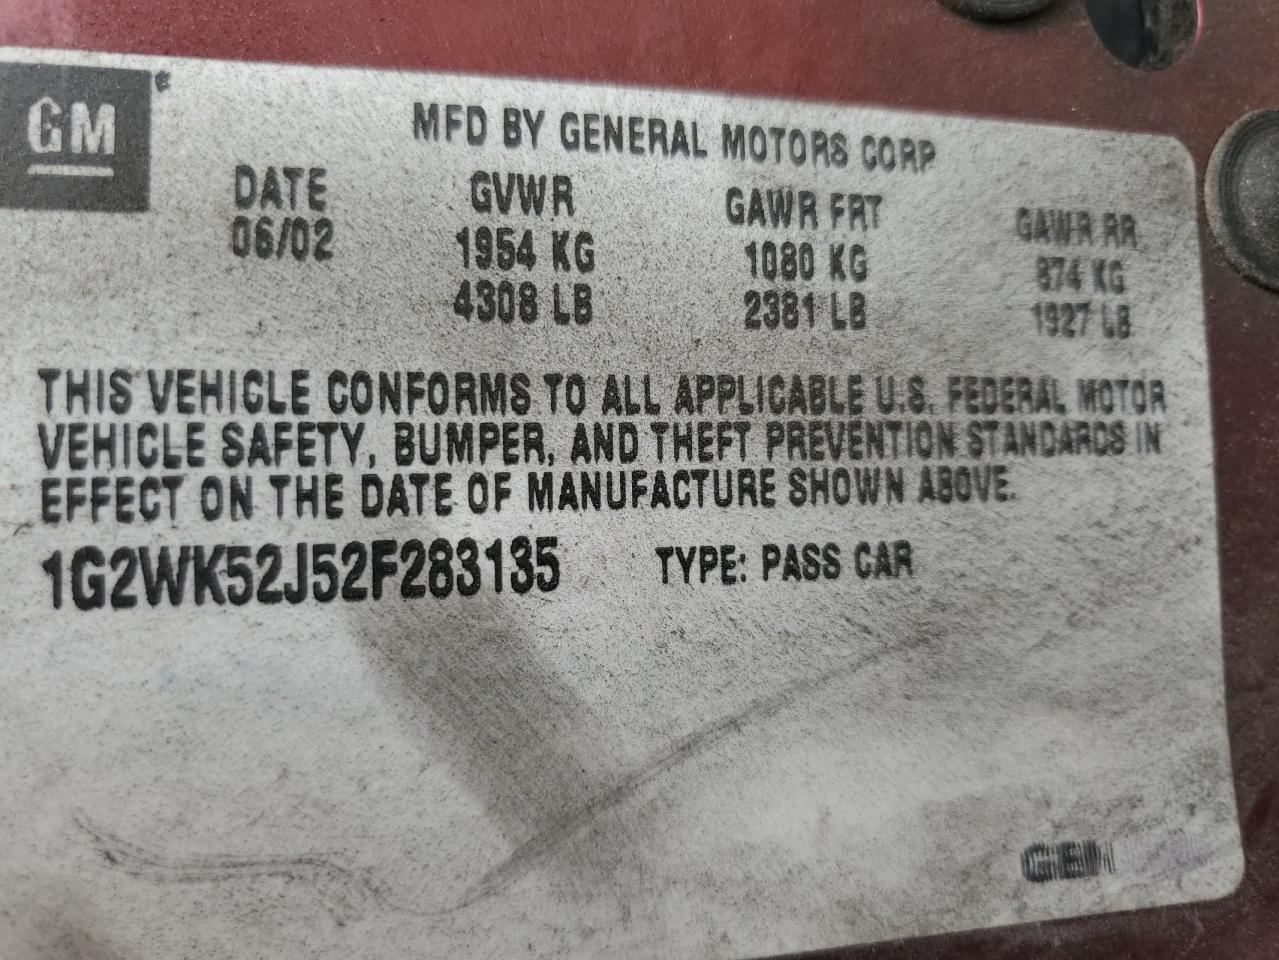 GM
MFD BY GENERAL MOTORS CORP
DATE GVWR GAWR FRT GAWR RR
06/02 1954 KG 1080 KG 874 KG
4308 LB 2381 LB 1927 LB
THIS VEHICLE CONFORMS TO ALL APPLICABLE U.S. FEDERAL MOTOR
VEHICLE SAFETY, BUMPER, AND THEFT PREVENTION STANDARDS IN
EFFECT ON THE DATE OF MANUFACTURE SHOWN ABOVE.
1G2WK52J52F283135 TYPE: PASS CAR